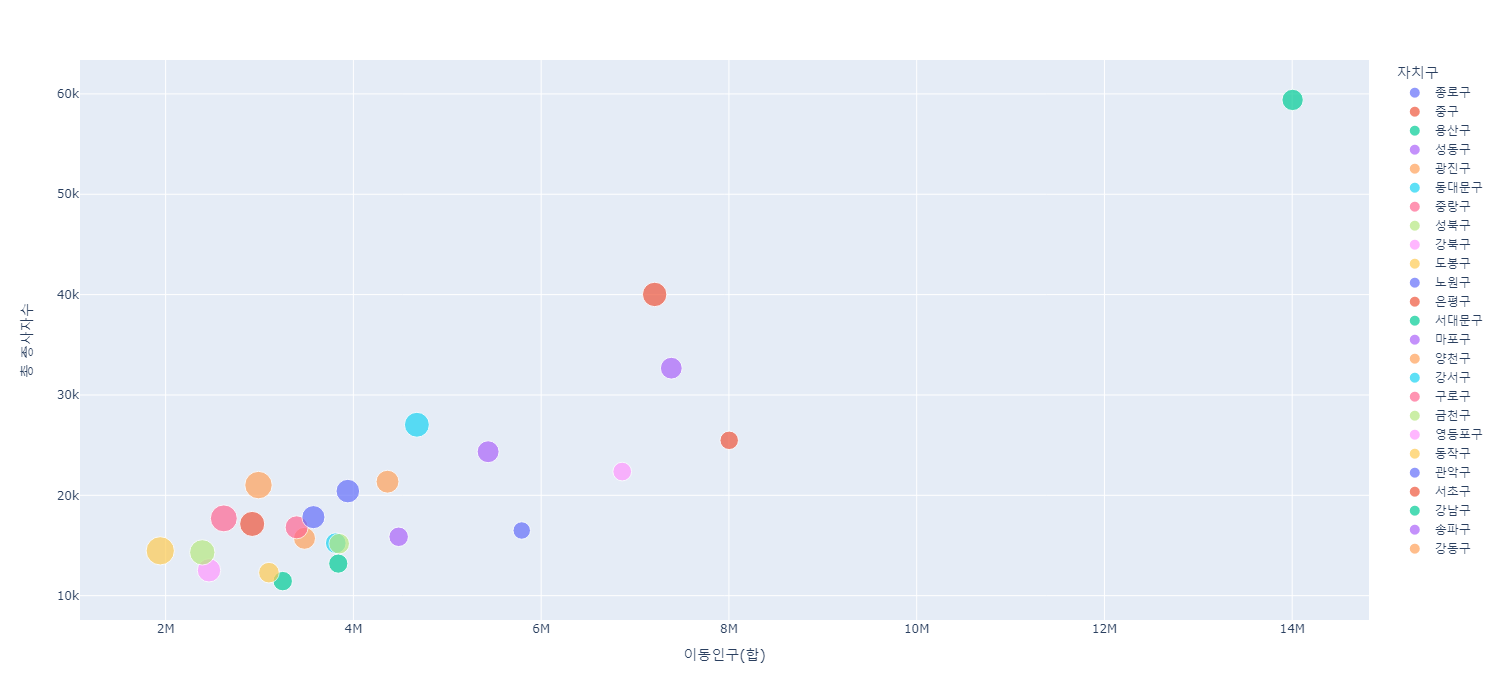 60k
50k
40k
30k
20k
10k
총 종사자수
2M
4M
6M
8M
10M
12M
14M
이동인구(합)
자치구
종로구
중구
용산구
성동구
광진구
동대문구
중랑구
성북구
강북구
도봉구
노원구
은평구
서대문구
마포구
양천구
강서구
구로구
금천구
영등포구
동작구
관악구
서초구
강남구
송파구
강동구